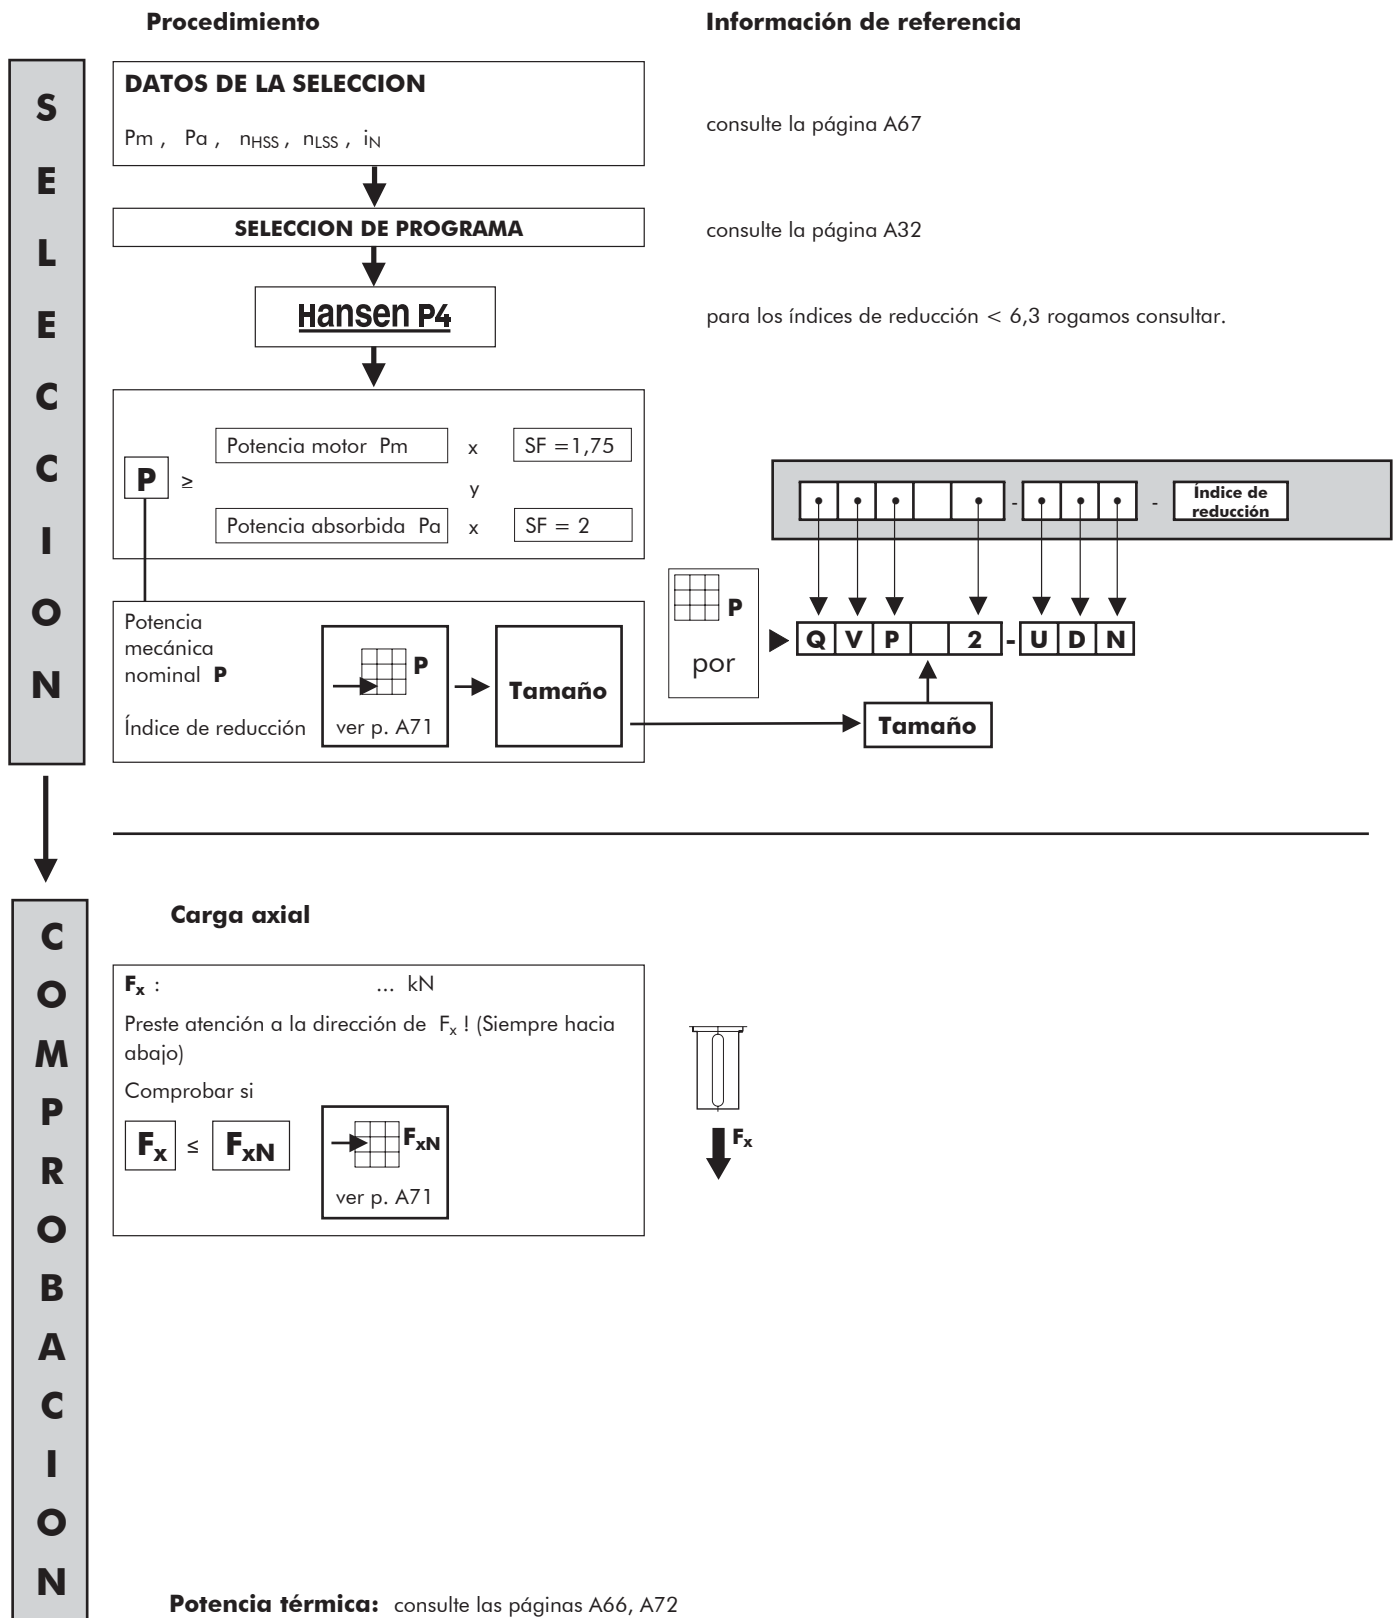 Procedimiento
Información de referencia
SELECCION
DATOS DE LA SELECCION
Pm , Pa , nHSS , nLSS , iN
consulte la página A67
SELECCION DE PROGRAMA
consulte la página A32
Hansen P4
para los índices de reducción < 6,3 rogamos consultar.
P ≥
Potencia motor Pm x SF =1,75
y
Potencia absorbida Pa x SF = 2
- - Índice de
reducción
P
por
Q V P 2 - U D N
Tamaño
Potencia
mecánica
nominal P
Índice de reducción
P
ver p. A71
Tamaño
COMPROBACION
Carga axial
Fx : ... kN
Preste atención a la dirección de Fx ! (Siempre hacia
abajo)
Comprobar si
Fx ≤ FxN
FxN
ver p. A71
Fx
Potencia térmica: consulte las páginas A66, A72